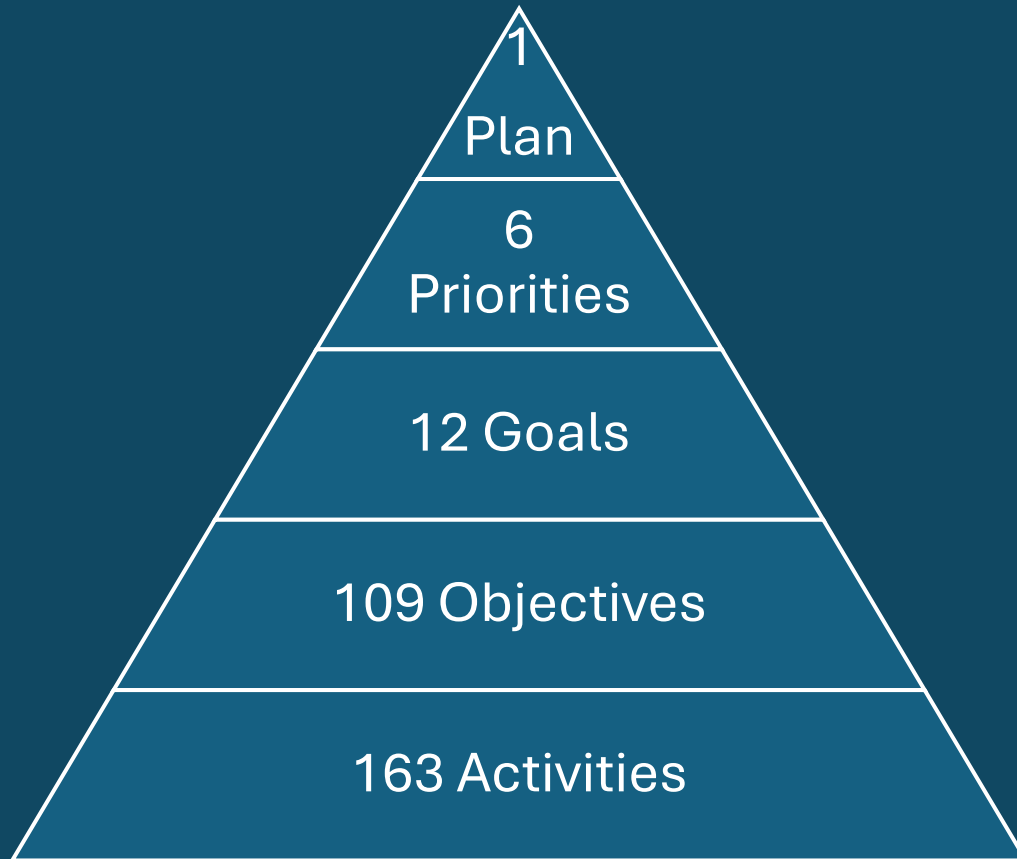 1
Plan
6
Priorities
12 Goals
109 Objectives
163 Activities